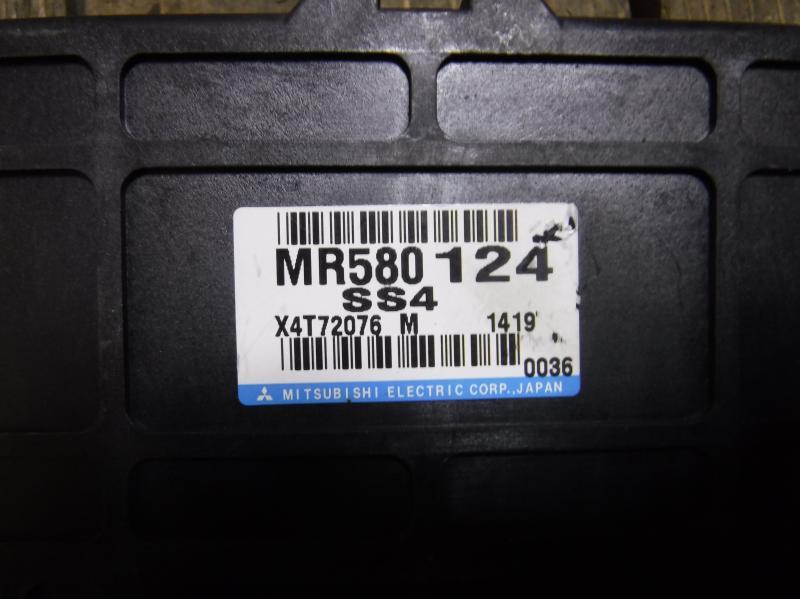 MR580 124
SS4
X4T72076 M 1419
0036
MITSUBISHI ELECTRIC CORP.,JAPAN